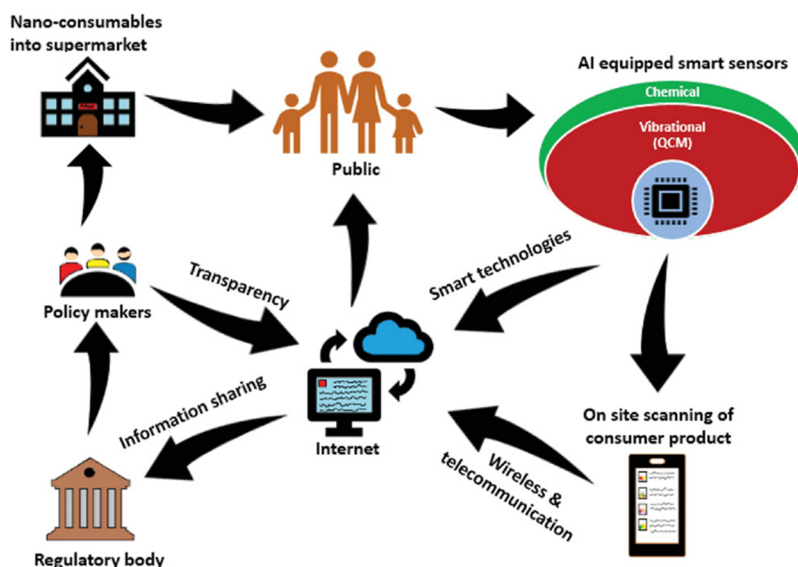 Nano-consumables
into supermarket
Public
AI equipped smart sensors
Chemical
Vibrational
(QCM)
Policy makers
Transparency
Smart technologies
Information sharing
Internet
On site scanning of
consumer product
Wireless &
telecommunication
Regulatory body